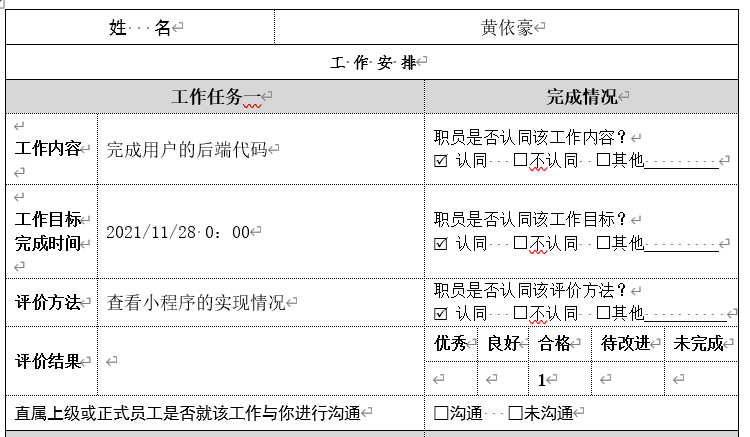 姓 名 黄依豪
工 作 安 排
工作任务一 完成情况
工作内容 完成用户的后端代码 职员是否认同该工作内容？
☑ 认同 ☐不认同 ☐其他_________
工作目标
完成时间 2021/11/28 0：00 职员是否认同该工作目标？
☑ 认同 ☐不认同 ☐其他_________
评价方法 查看小程序的实现情况 职员是否认同该评价方法？
☑ 认同 ☐不认同 ☐其他__________
评价结果 优秀 良好 合格 待改进 未完成
1
直属上级或正式员工是否就该工作与你进行沟通 ☐沟通 ☐未沟通